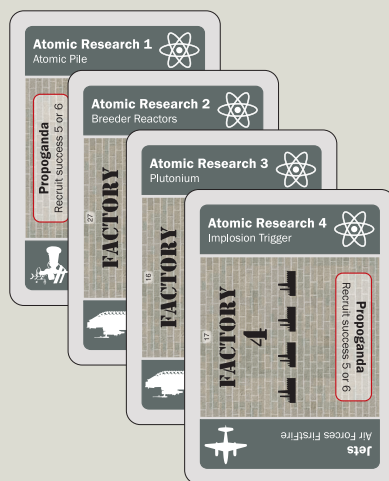 Atomic Research 1
Atomic Pile
Propoganda
Recruit success 5 or 6
Atomic Research 2
Breeder Reactors
27
FACTORY
Atomic Research 3
Plutonium
16
FACTORY
Atomic Research 4
Implosion Trigger
17
FACTORY
4
Propoganda
Recruit success 5 or 6
Jets
Air Forces FirstFire